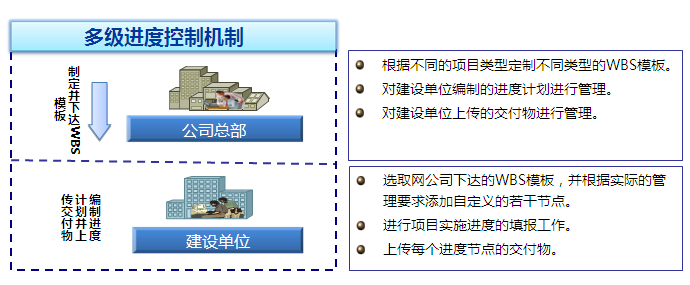 多级进度控制机制
制定并下达WBS
模板
公司总部
根据不同的项目类型定制不同类型的WBS模板。
对建设单位编制的进度计划进行管理。
对建设单位上传的交付物进行管理。
编制进度
计划并上
传交付物
建设单位
选取网公司下达的WBS模板，并根据实际的管
理要求添加自定义的若干节点。
进行项目实施进度的填报工作。
上传每个进度节点的交付物。